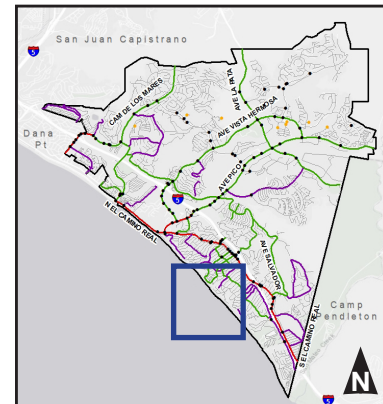 5
San Juan Capistrano
CAM DE LOS MARES
AVE LA PATA
AVE VISTA HERMOSA
Dana
Pt
AVE PICO
5
N EL CAMINO REAL
AVE SALVADOR
Camp
Pendleton
S EL CAMINO REAL
N
5